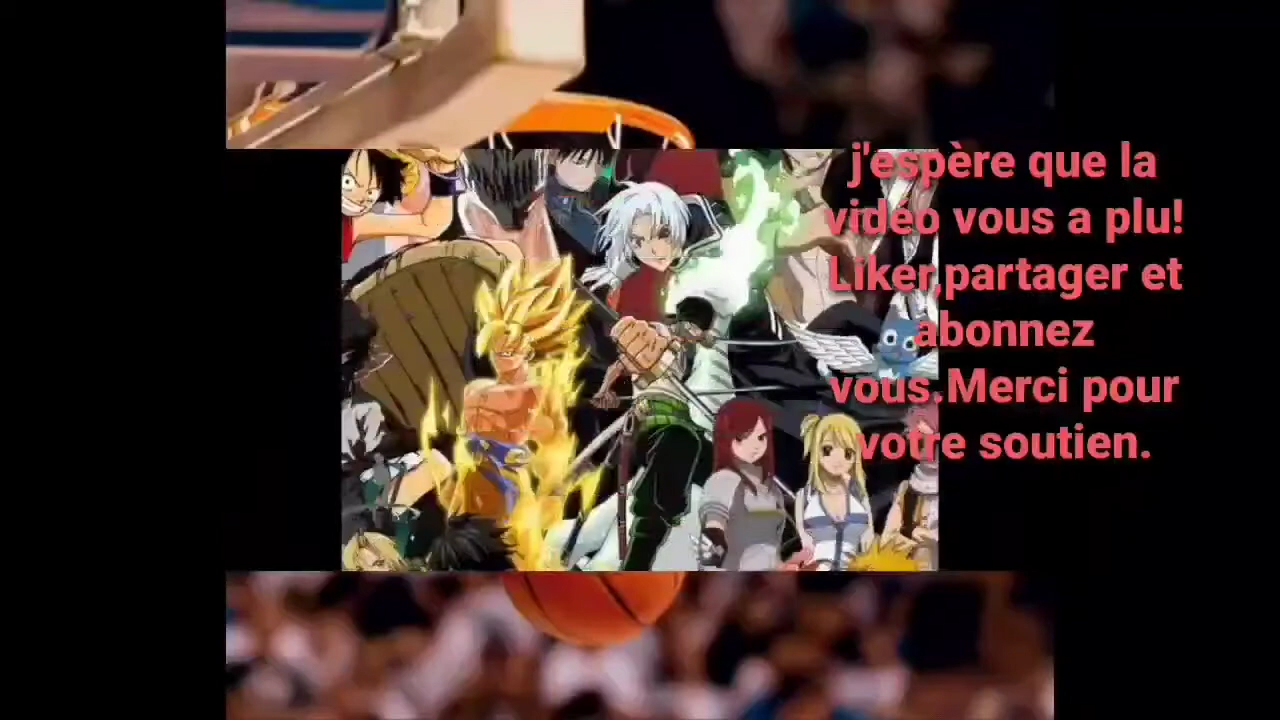 j'espère que la
vidéo vous a plu!
Liker,partager et
abonnez
vous.Merci pour
votre soutien.